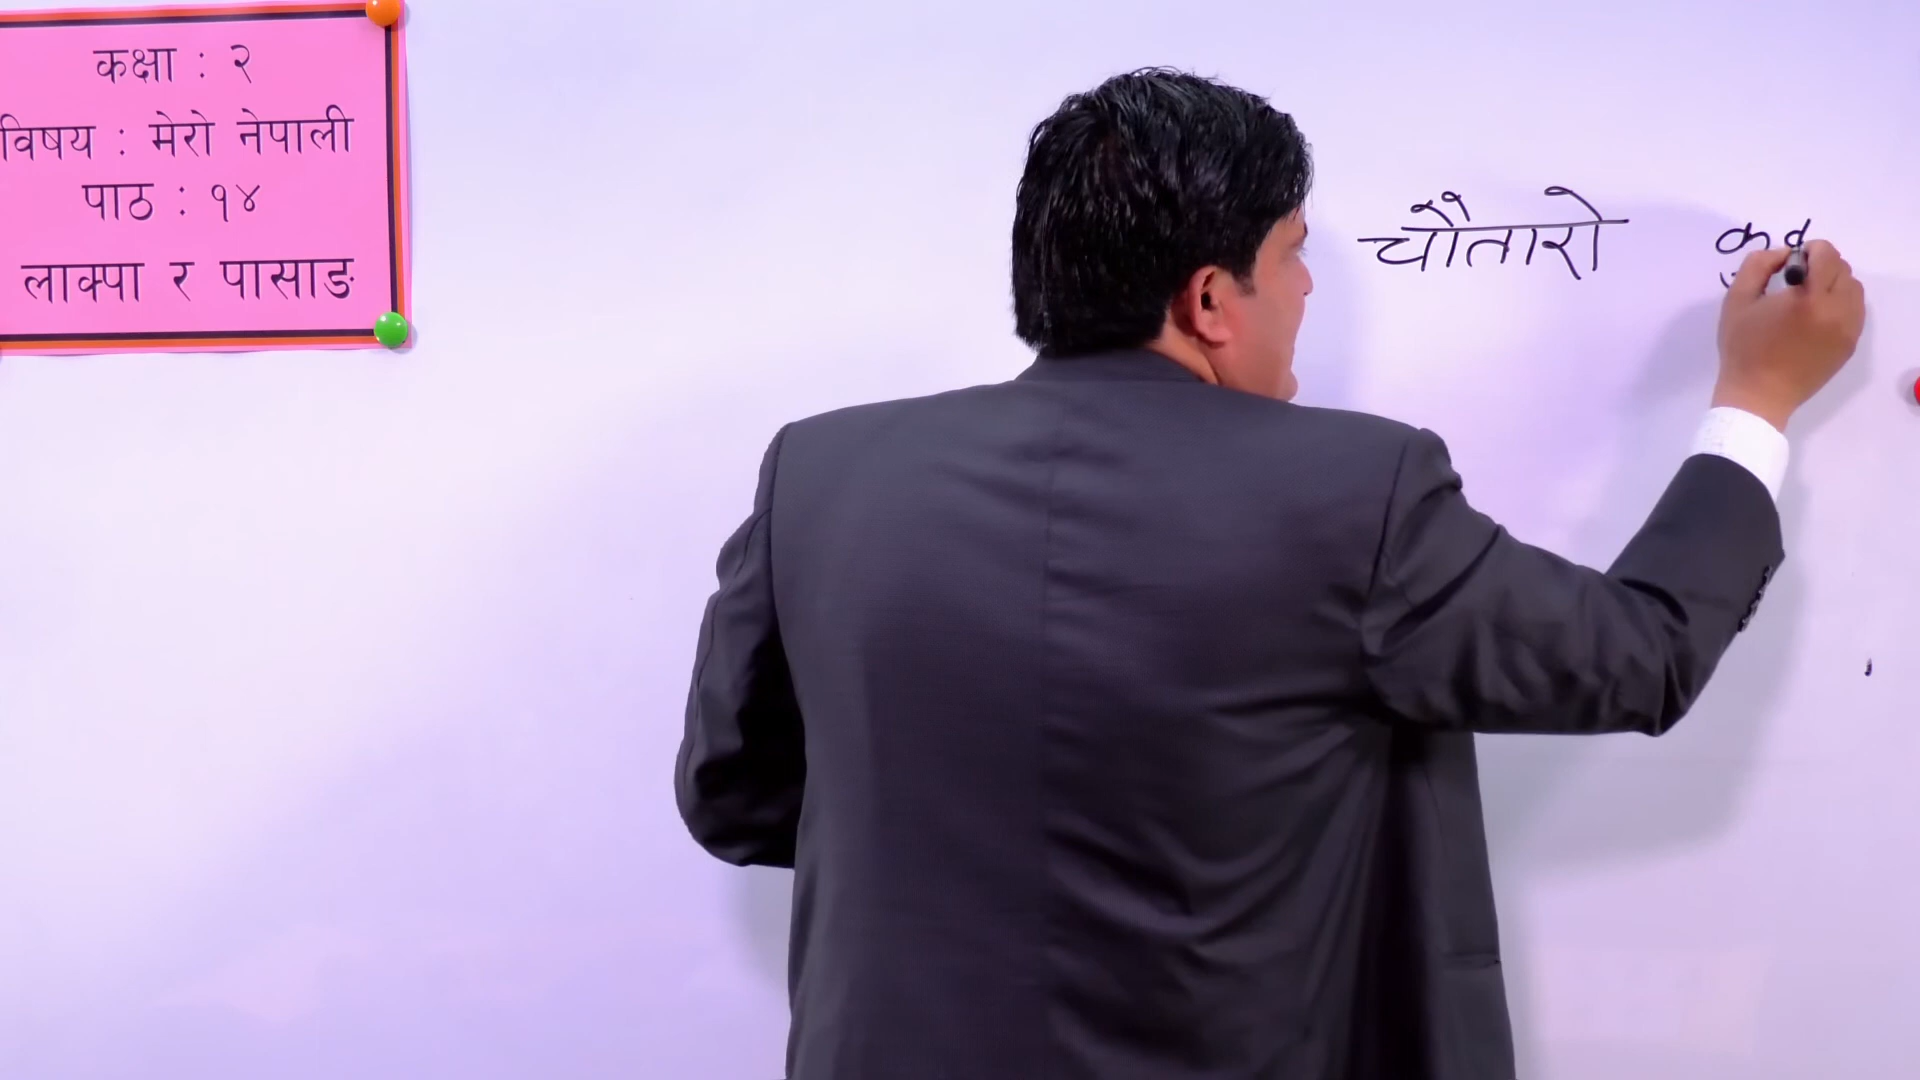 कक्षा : २
विषय : मेरो नेपाली
पाठ : १४
लाक्पा र पासाङ
चौतारो